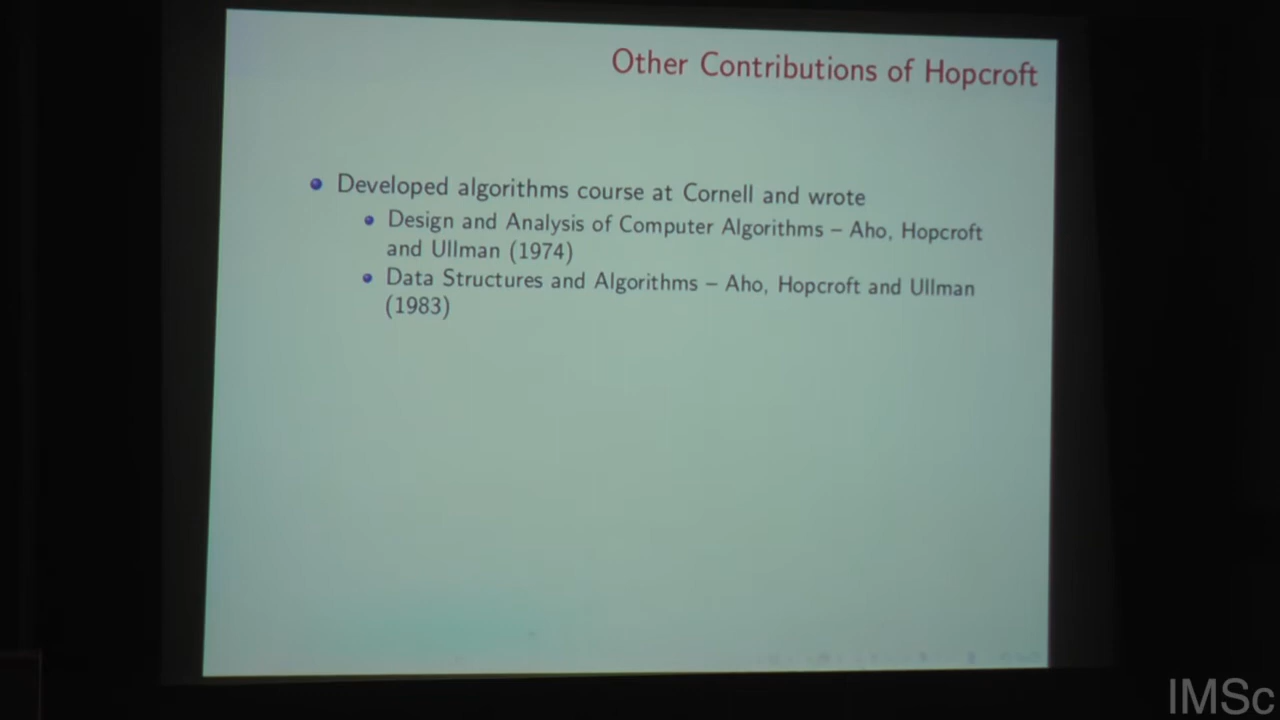 Other Contributions of Hopcroft
Developed algorithms course at Cornell and wrote
Design and Analysis of Computer Algorithms – Aho, Hopcroft
and Ullman (1974)
Data Structures and Algorithms – Aho, Hopcroft and Ullman
(1983)
IMSc